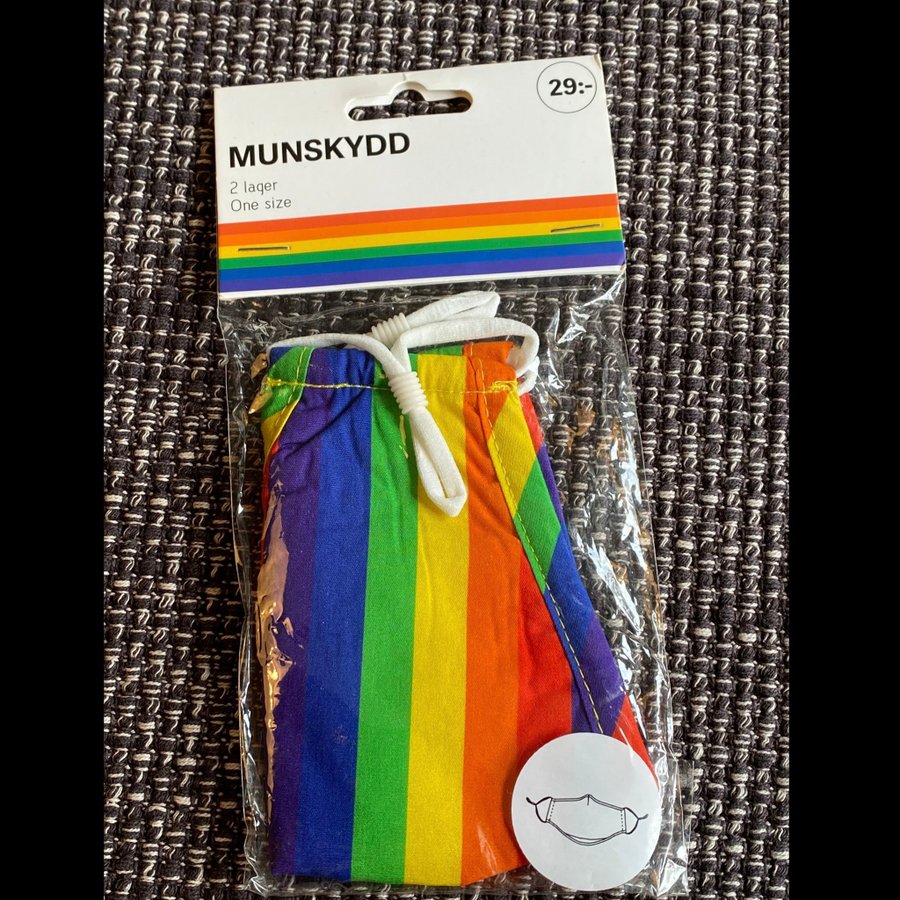 29:-
MUNSKYDD
2 lager
One size